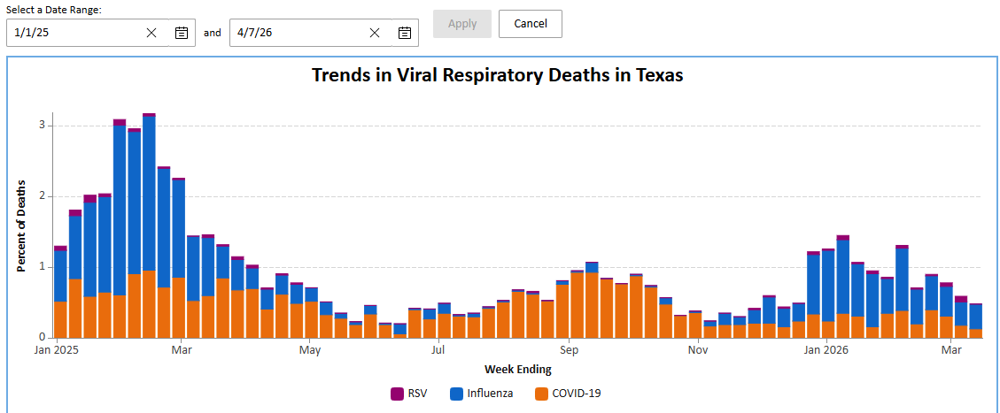 Select a Date Range:
1/1/25 and 4/7/26 Apply Cancel
Trends in Viral Respiratory Deaths in Texas
Percent of Deaths
3
2
1
0
Jan 2025 Mar May Jul Sep Nov Jan 2026 Mar
Week Ending
RSV Influenza COVID-19